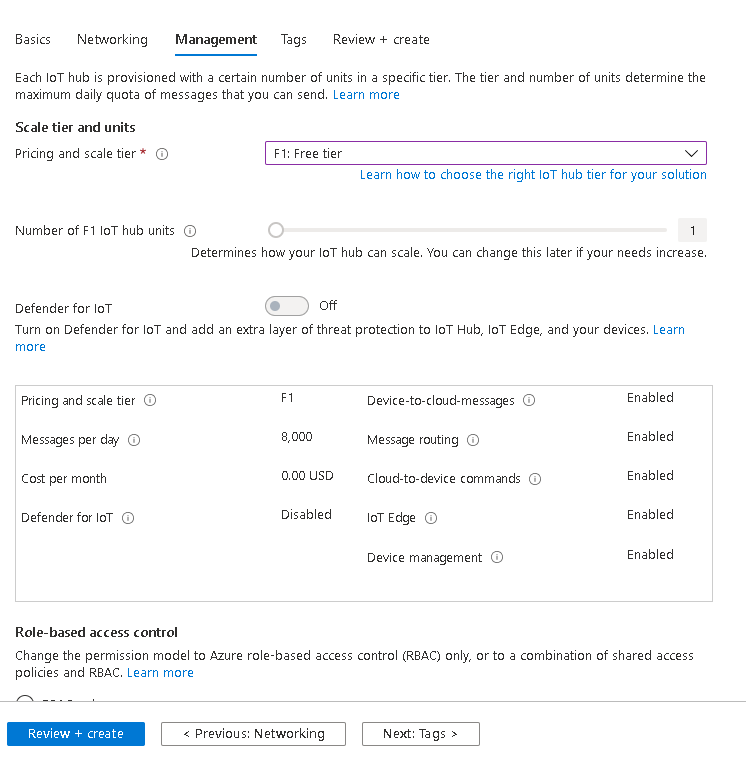 Basics Networking Management Tags Review + create
Each IoT hub is provisioned with a certain number of units in a specific tier. The tier and number of units determine the
maximum daily quota of messages that you can send. Learn more
Scale tier and units
Pricing and scale tier * F1: Free tier
Learn how to choose the right IoT hub tier for your solution
Number of F1 IoT hub units 1
Determines how your IoT hub can scale. You can change this later if your needs increase.
Defender for IoT Off
Turn on Defender for IoT and add an extra layer of threat protection to IoT Hub, IoT Edge, and your devices. Learn
more
Pricing and scale tier F1 Device-to-cloud-messages Enabled
Messages per day 8,000 Message routing Enabled
Cost per month 0.00 USD Cloud-to-device commands Enabled
Defender for IoT Disabled IoT Edge Enabled
Device management Enabled
Role-based access control
Change the permission model to Azure role-based access control (RBAC) only, or to a combination of shared access
policies and RBAC. Learn more
Review + create < Previous: Networking Next: Tags >